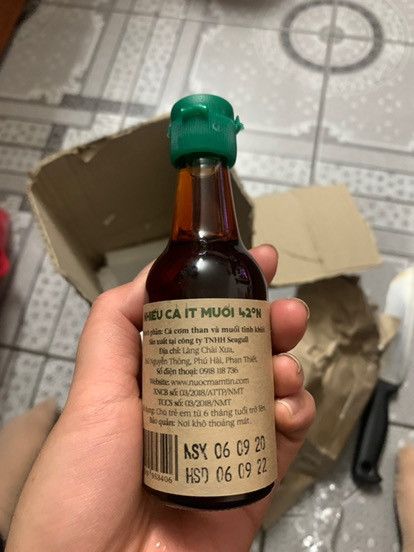 NHIỀU CÁ ÍT MUỐI 42°N
phần: Cá cơm than và muối tinh khiết
Sản xuất tại công ty TNHH Seagull
Địa chỉ: Làng Chài Xưa,
Nguyễn Thông, Phú Hài, Phan Thiết.
Số điện thoại: 0918 118 736
Website: www.nuocmamtin.com
XNCB số: 03/2018/ATTP/NMT
TCCS số: 03/2018/NMT
dụng: Cho trẻ em từ 6 tháng tuổi trở lên.
Bảo quản: Nơi khô thoáng mát.
NSX 06 09 20
HSD 06 09 22
953406